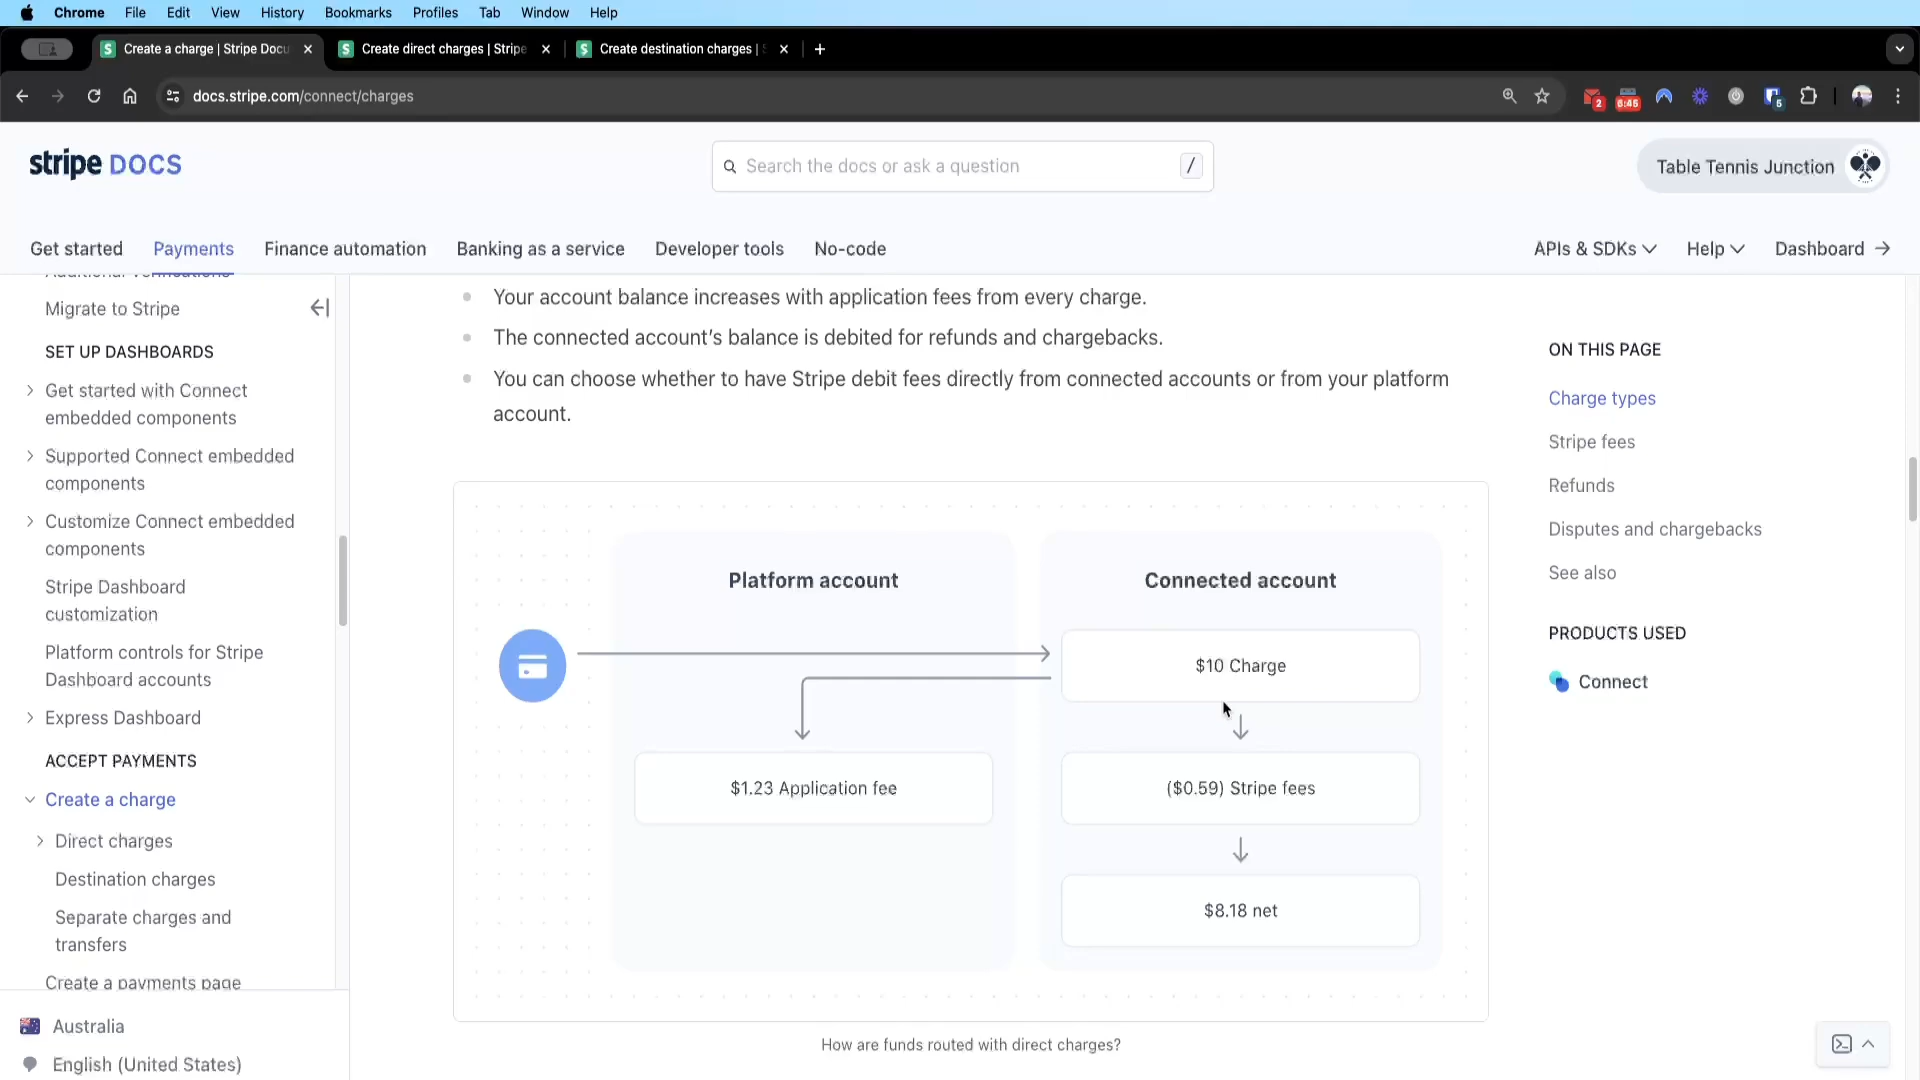 Chrome File Edit View History Bookmarks Profiles Tab Window Help
Create a charge | Stripe Docu
Create direct charges | Stripe
Create destination charges |
docs.stripe.com/connect/charges
2
6:45
5
stripe DOCS
Search the docs or ask a question
/
Table Tennis Junction
Get started Payments Finance automation Banking as a service Developer tools No-code
APIs & SDKs Help Dashboard
Additional verifications
Migrate to Stripe
SET UP DASHBOARDS
Get started with Connect
embedded components
Supported Connect embedded
components
Customize Connect embedded
components
Stripe Dashboard
customization
Platform controls for Stripe
Dashboard accounts
Express Dashboard
ACCEPT PAYMENTS
Create a charge
Direct charges
Destination charges
Separate charges and
transfers
Create a payments page
Australia
English (United States)
Your account balance increases with application fees from every charge.
The connected account's balance is debited for refunds and chargebacks.
You can choose whether to have Stripe debit fees directly from connected accounts or from your platform
account.
Platform account
Connected account
$10 Charge
$1.23 Application fee
($0.59) Stripe fees
$8.18 net
How are funds routed with direct charges?
ON THIS PAGE
Charge types
Stripe fees
Refunds
Disputes and chargebacks
See also
PRODUCTS USED
Connect